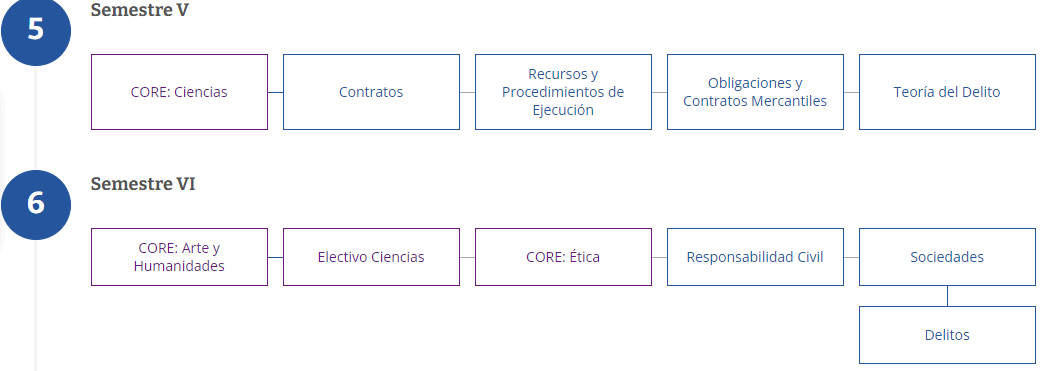 5
Semestre V
CORE: Ciencias
Contratos
Recursos y
Procedimientos de
Ejecución
Obligaciones y
Contratos Mercantiles
Teoría del Delito
6
Semestre VI
CORE: Arte y
Humanidades
Electivo Ciencias
CORE: Ética
Responsabilidad Civil
Sociedades
Delitos